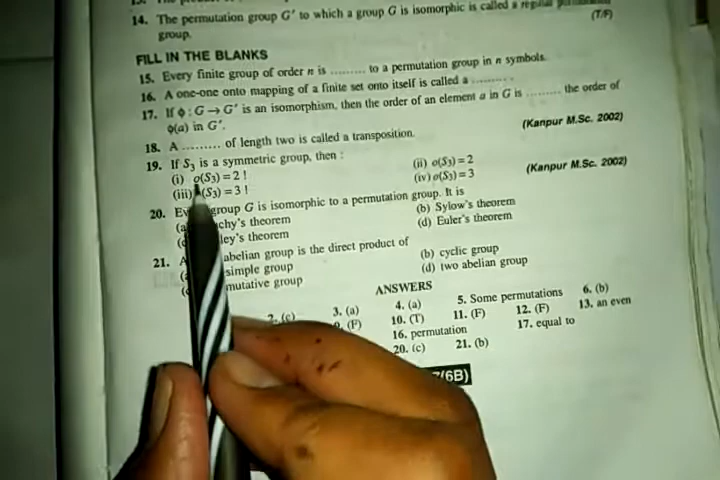 14. The permutation group G' to which a group G is isomorphic is called a regular
group. (T/F)
FILL IN THE BLANKS
15. Every finite group of order n is ......... to a permutation group in n symbols.
16. A one-one onto mapping of a finite set onto itself is called a ......... .
17. If ϕ : G → G' is an isomorphism, then the order of an element a in G is ......... the order of
ϕ(a) in G'. (Kanpur M.Sc. 2002)
18. A ......... of length two is called a transposition.
19. If S₃ is a symmetric group, then : (Kanpur M.Sc. 2002)
(i) o(S₃) = 2 ! (ii) o(S₃) = 2
(iii) (S₃) = 3 ! (iv) o(S₃) = 3
20. group G is isomorphic to a permutation group. It is
(b) Sylow's theorem
(d) Euler's theorem
21. abelian group is the direct product of
simple group (b) cyclic group
(d) two abelian group
ANSWERS
2. (c) 3. (a) 4. (a) 5. Some permutations 6. (b)
(F) 10. (T) 11. (F) 12. (F) 13. an even
16. permutation 17. equal to
20. (c) 21. (b)
(6B)